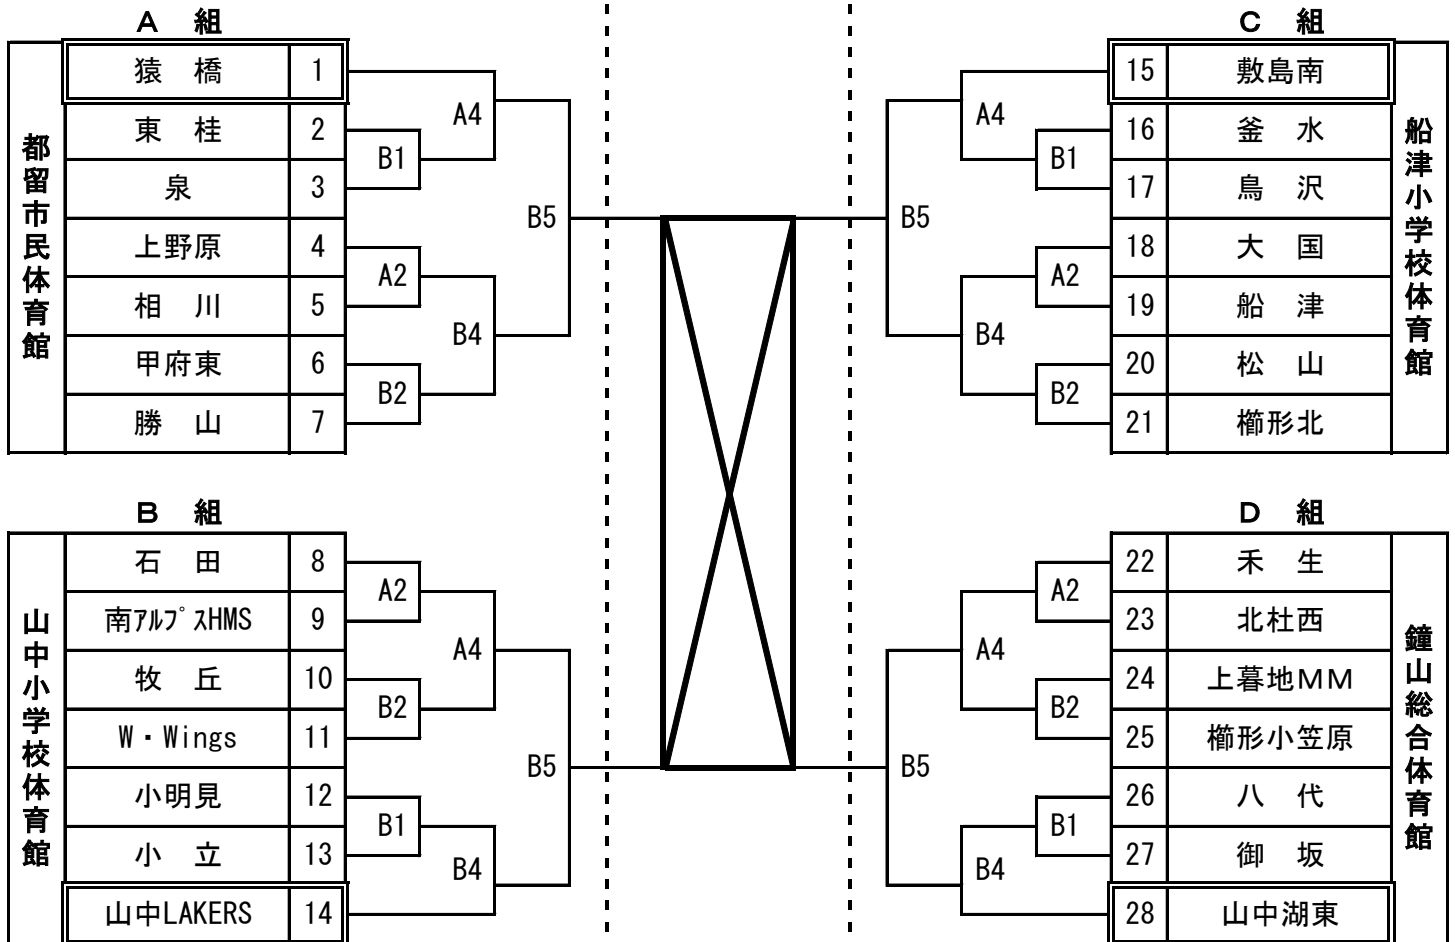 A 組
都留市民体育館
猿 橋 1
東 桂 2
泉 3
上野原 4
相 川 5
甲府東 6
勝 山 7
A4
B1
B5
A2
B4
B2
C 組
船津小学校体育館
15 敷島南
16 釜 水
17 鳥 沢
18 大 国
19 船 津
20 松 山
21 櫛形北
A4
B1
B5
A2
B4
B2
B 組
山中小学校体育館
石 田 8
南ｱﾙﾌﾟｽHMS 9
牧 丘 10
W・Wings 11
小明見 12
小 立 13
山中LAKERS 14
A2
A4
B2
B5
B1
B4
D 組
鐘山総合体育館
22 禾 生
23 北杜西
24 上暮地MM
25 櫛形小笠原
26 八 代
27 御 坂
28 山中湖東
A2
A4
B2
B5
B1
B4